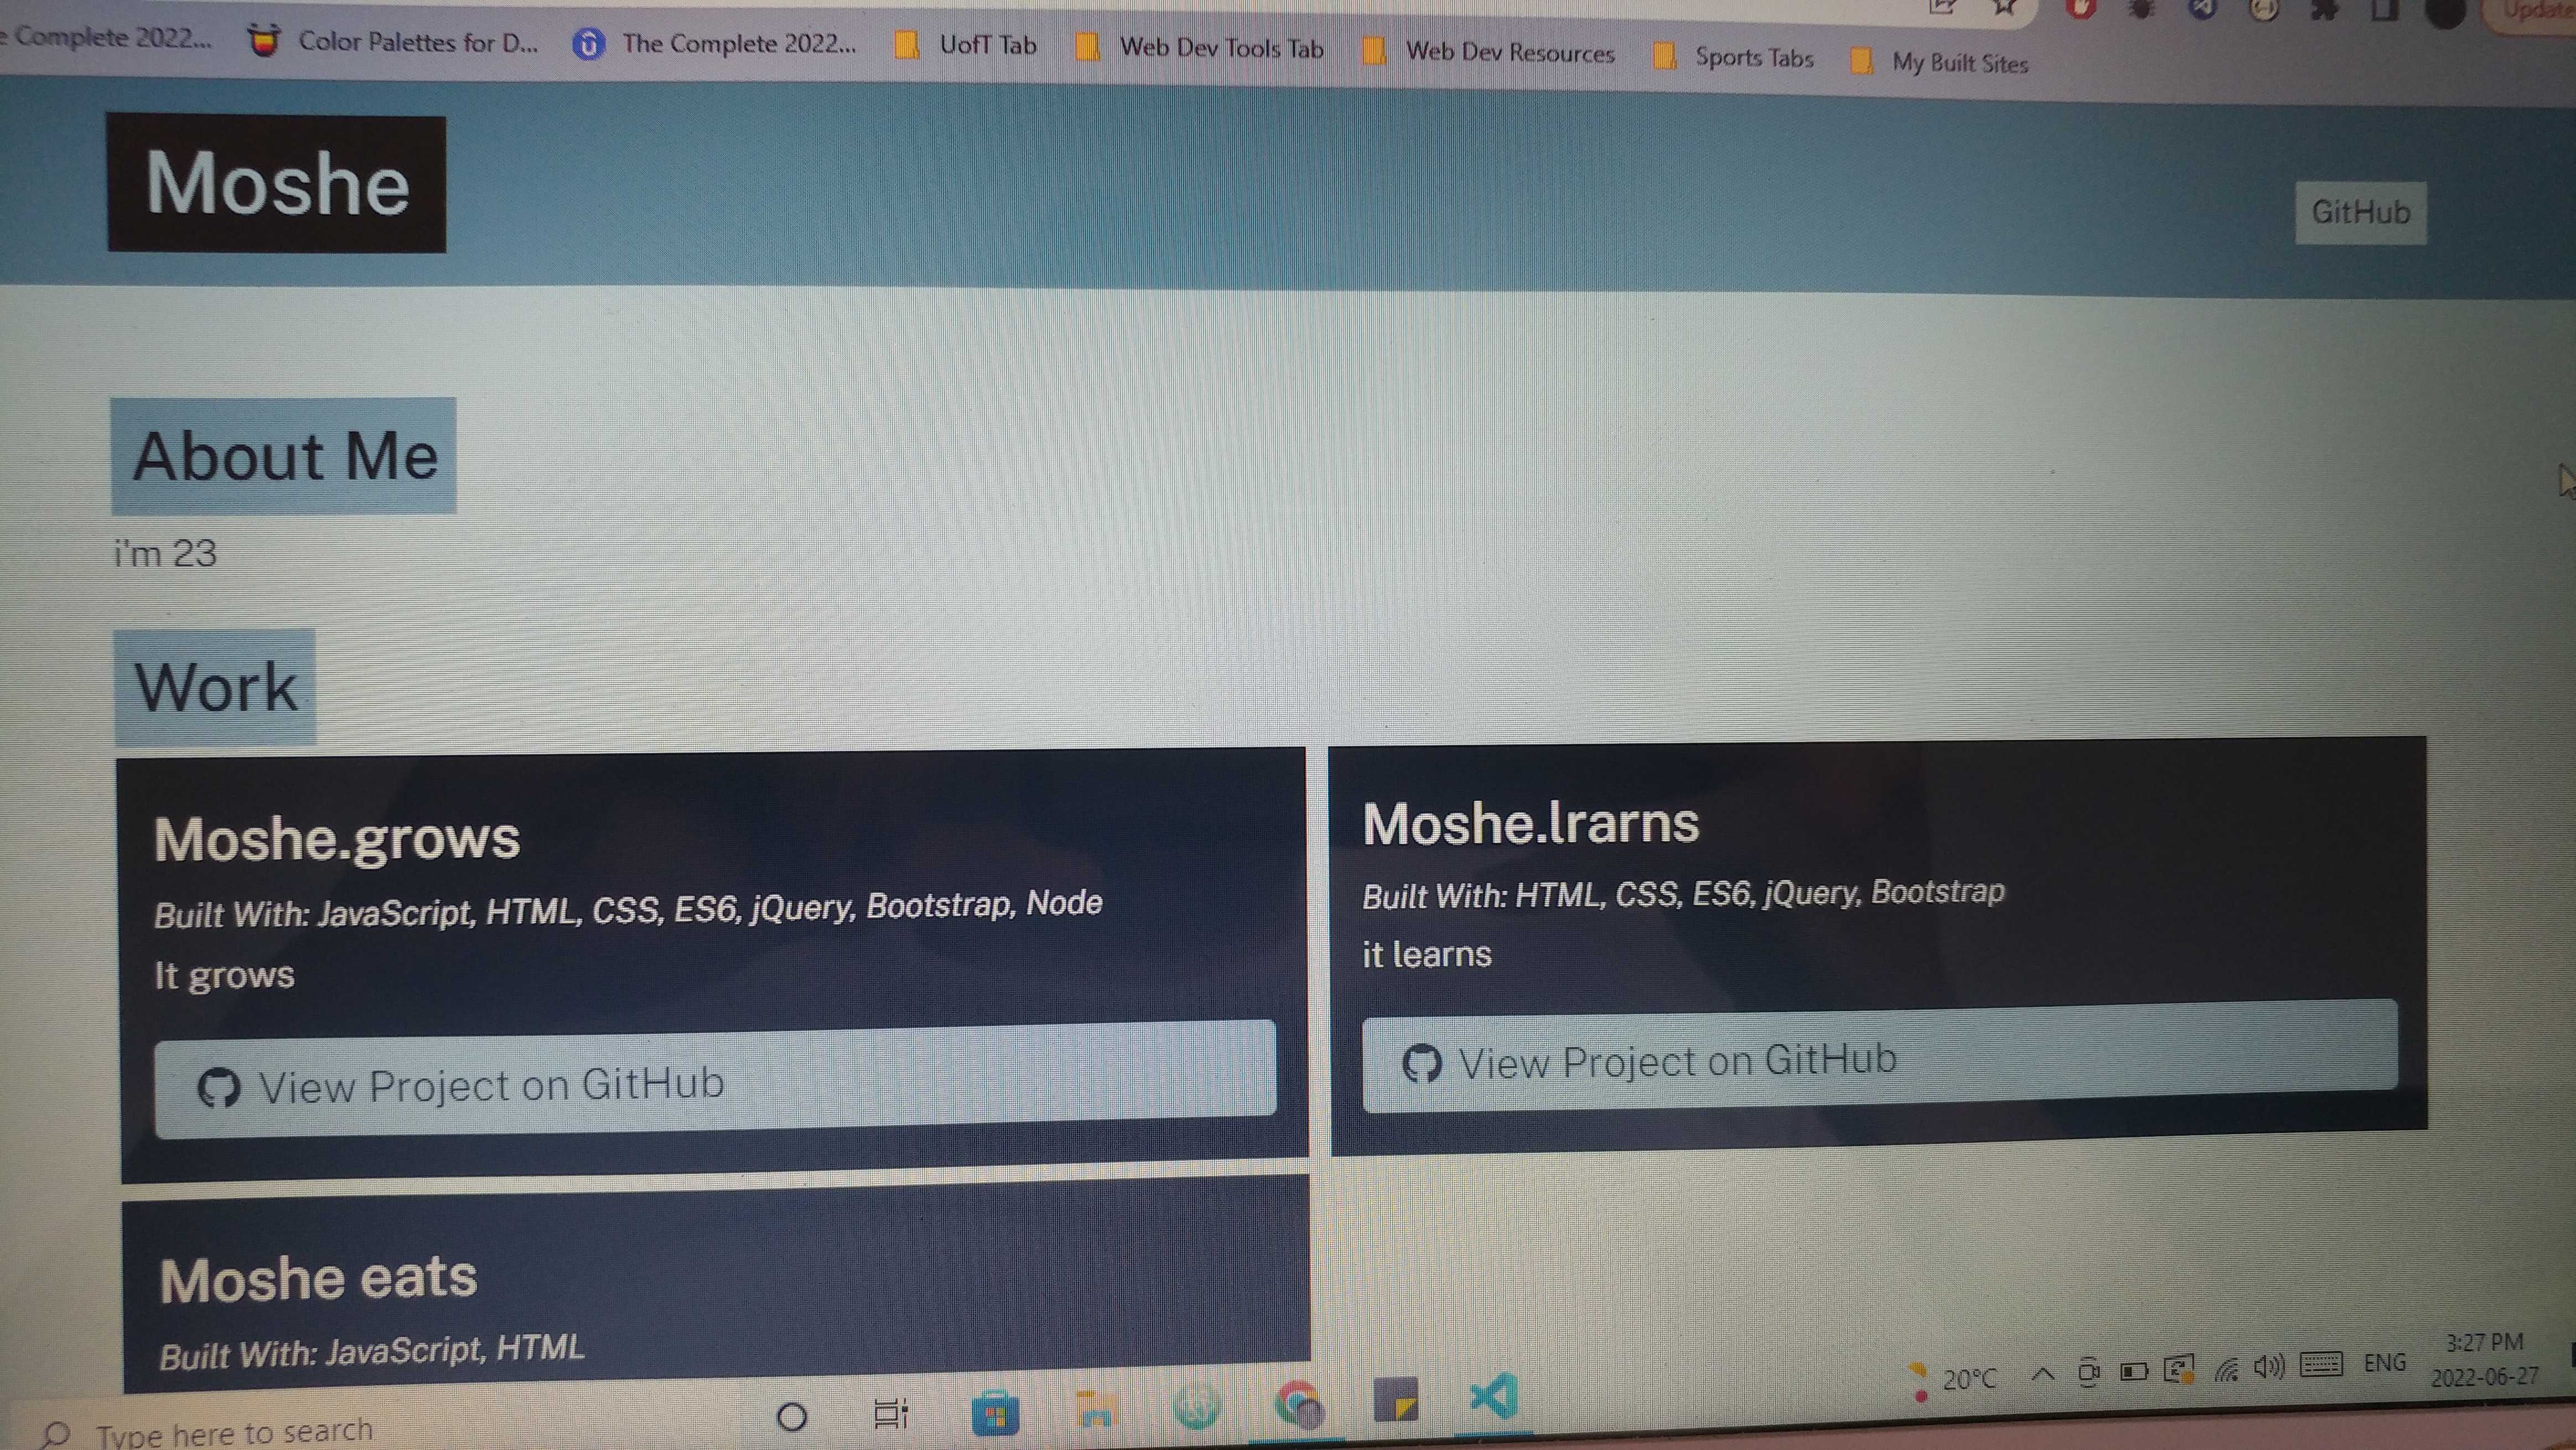 Complete 2022... Color Palettes for D... The Complete 2022... UofT Tab Web Dev Tools Tab Web Dev Resources Sports Tabs My Built Sites Update
Moshe
GitHub
About Me
i'm 23
Work
Moshe.grows
Built With: JavaScript, HTML, CSS, ES6, jQuery, Bootstrap, Node
It grows
View Project on GitHub
Moshe.lrarns
Built With: HTML, CSS, ES6, jQuery, Bootstrap
it learns
View Project on GitHub
Moshe eats
Built With: JavaScript, HTML
Type here to search
20°C
ENG
3:27 PM
2022-06-27